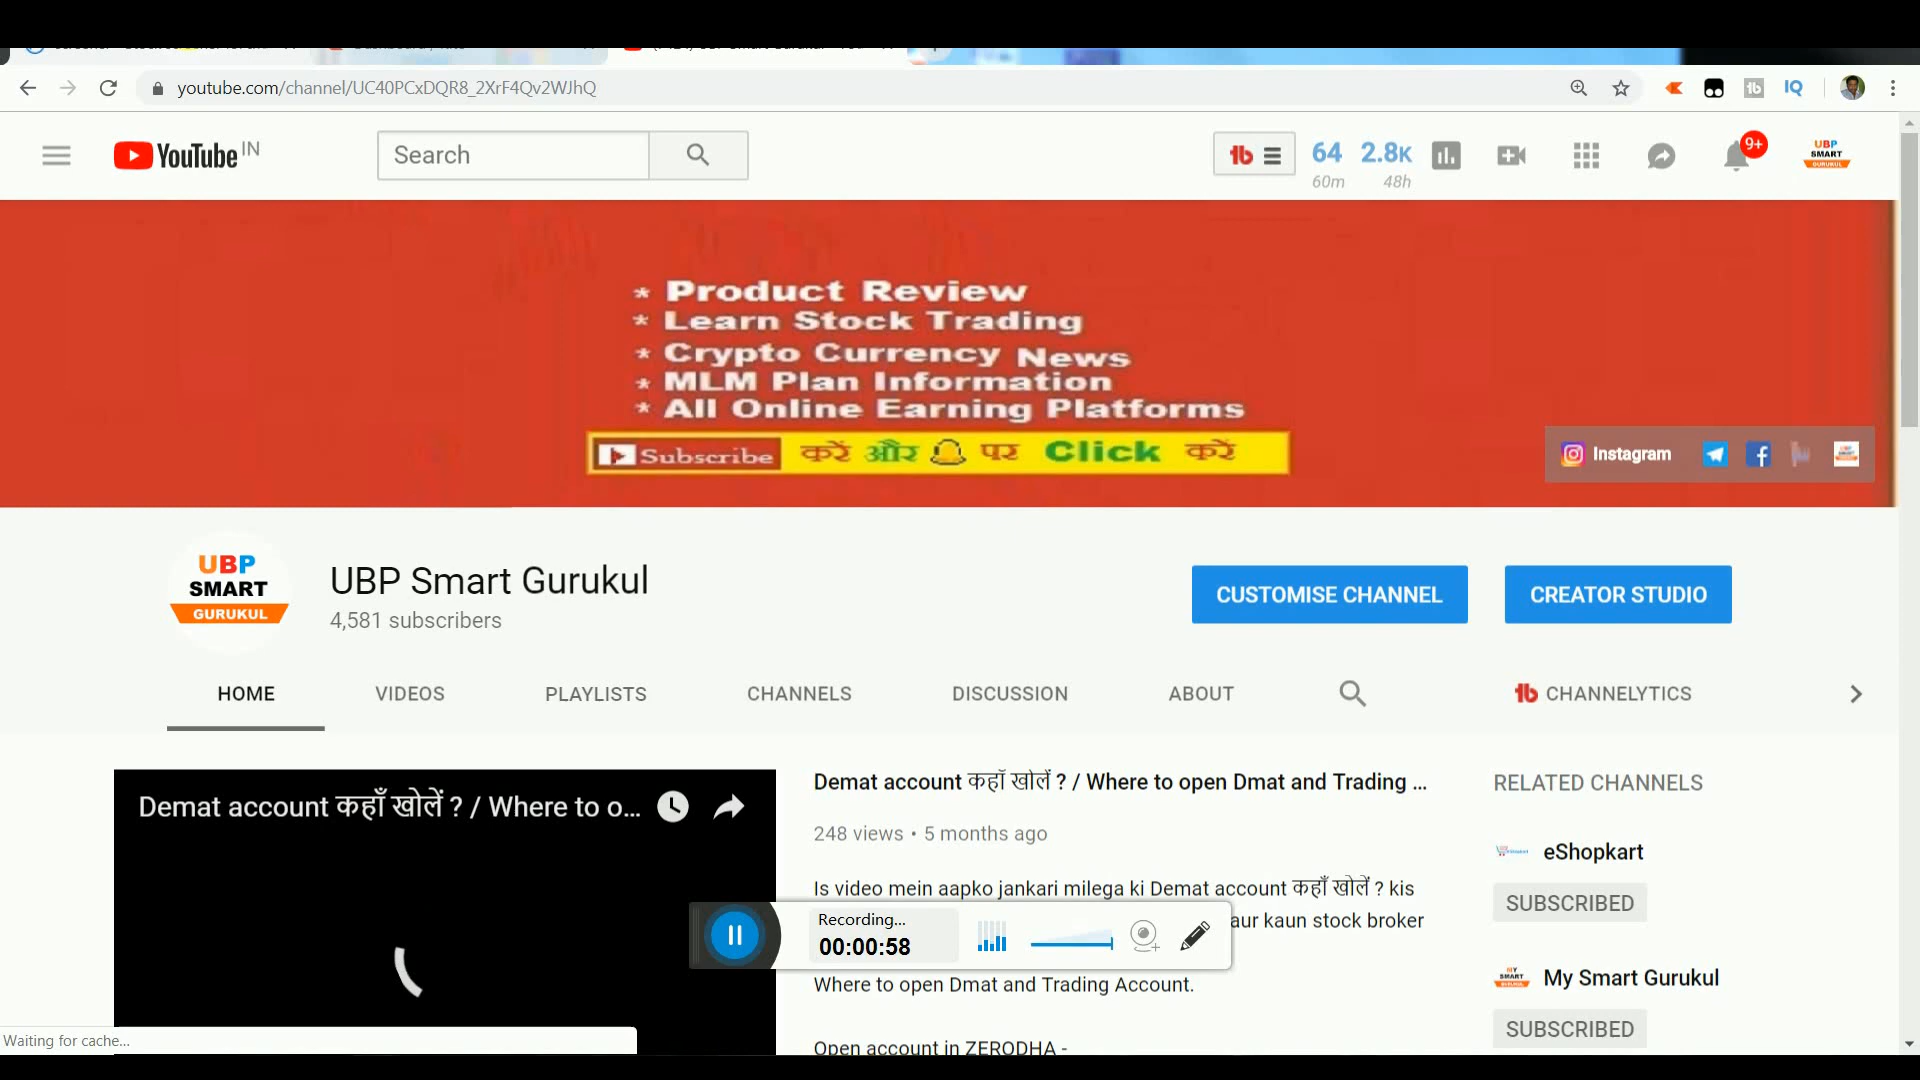 youtube.com/channel/UC40PCxDQR8_2XrF4Qv2WJhQ
IQ
YouTube IN
Search
64 2.8K
60m 48h
9+
UBP
SMART
GURUKUL
* Product Review
* Learn Stock Trading
* Crypto Currency News
* MLM Plan Information
* All Online Earning Platforms
Subscribe करें और पर Click करें
Instagram
UBP
SMART
GURUKUL
UBP Smart Gurukul
4,581 subscribers
CUSTOMISE CHANNEL
CREATOR STUDIO
HOME
VIDEOS
PLAYLISTS
CHANNELS
DISCUSSION
ABOUT
CHANNELYTICS
Demat account कहाँ खोलें ? / Where to o...
Demat account कहाँ खोलें ? / Where to open Dmat and Trading ...
248 views • 5 months ago
Is video mein aapko jankari milega ki Demat account कहाँ खोलें ? kis
aur kaun stock broker
Where to open Dmat and Trading Account.
Open account in ZERODHA -
Recording...
00:00:58
RELATED CHANNELS
eShopkart
SUBSCRIBED
MY
SMART
My Smart Gurukul
SUBSCRIBED
Waiting for cache...